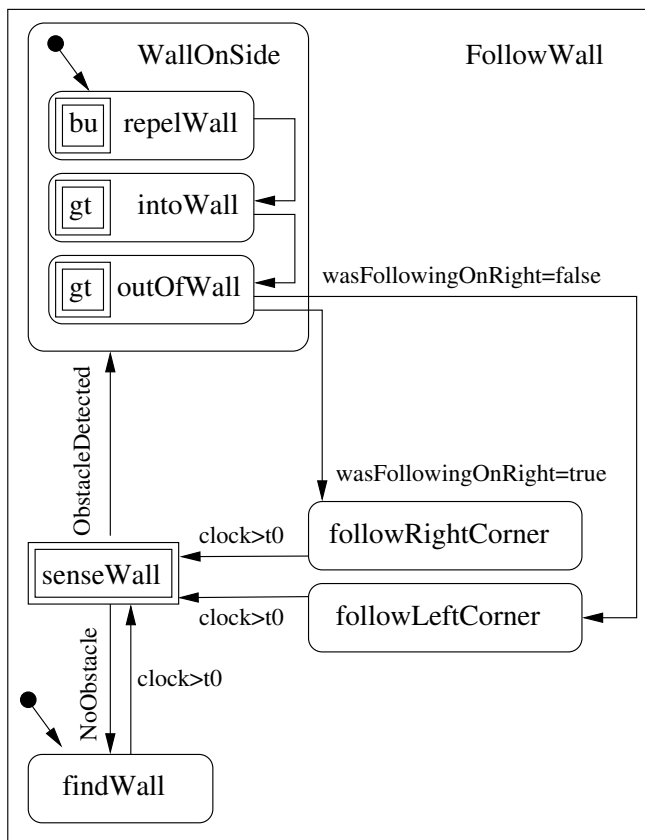 WallOnSide
FollowWall
bu repelWall
gt intoWall
gt outOfWall
wasFollowingOnRight=false
ObstacleDetected
wasFollowingOnRight=true
clock>t0
followRightCorner
senseWall
clock>t0
followLeftCorner
NoObstacle
clock>t0
findWall